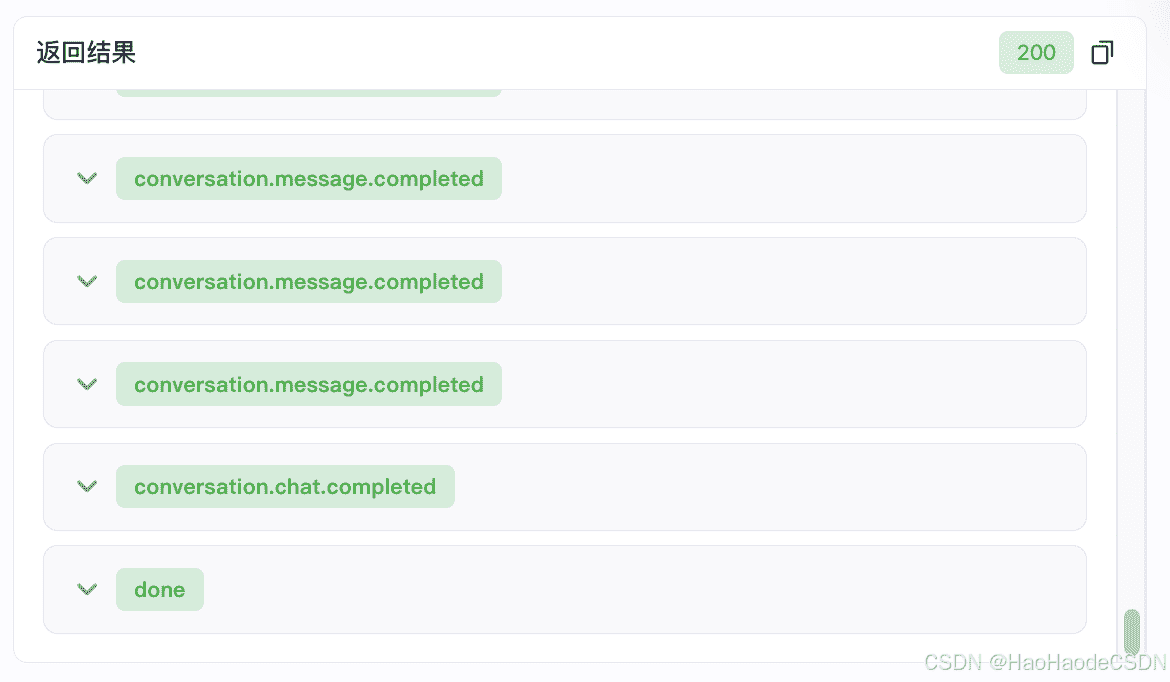 返回结果
200
conversation.message.completed
conversation.message.completed
conversation.message.completed
conversation.chat.completed
done
CSDN @HaoHaodeCSDN